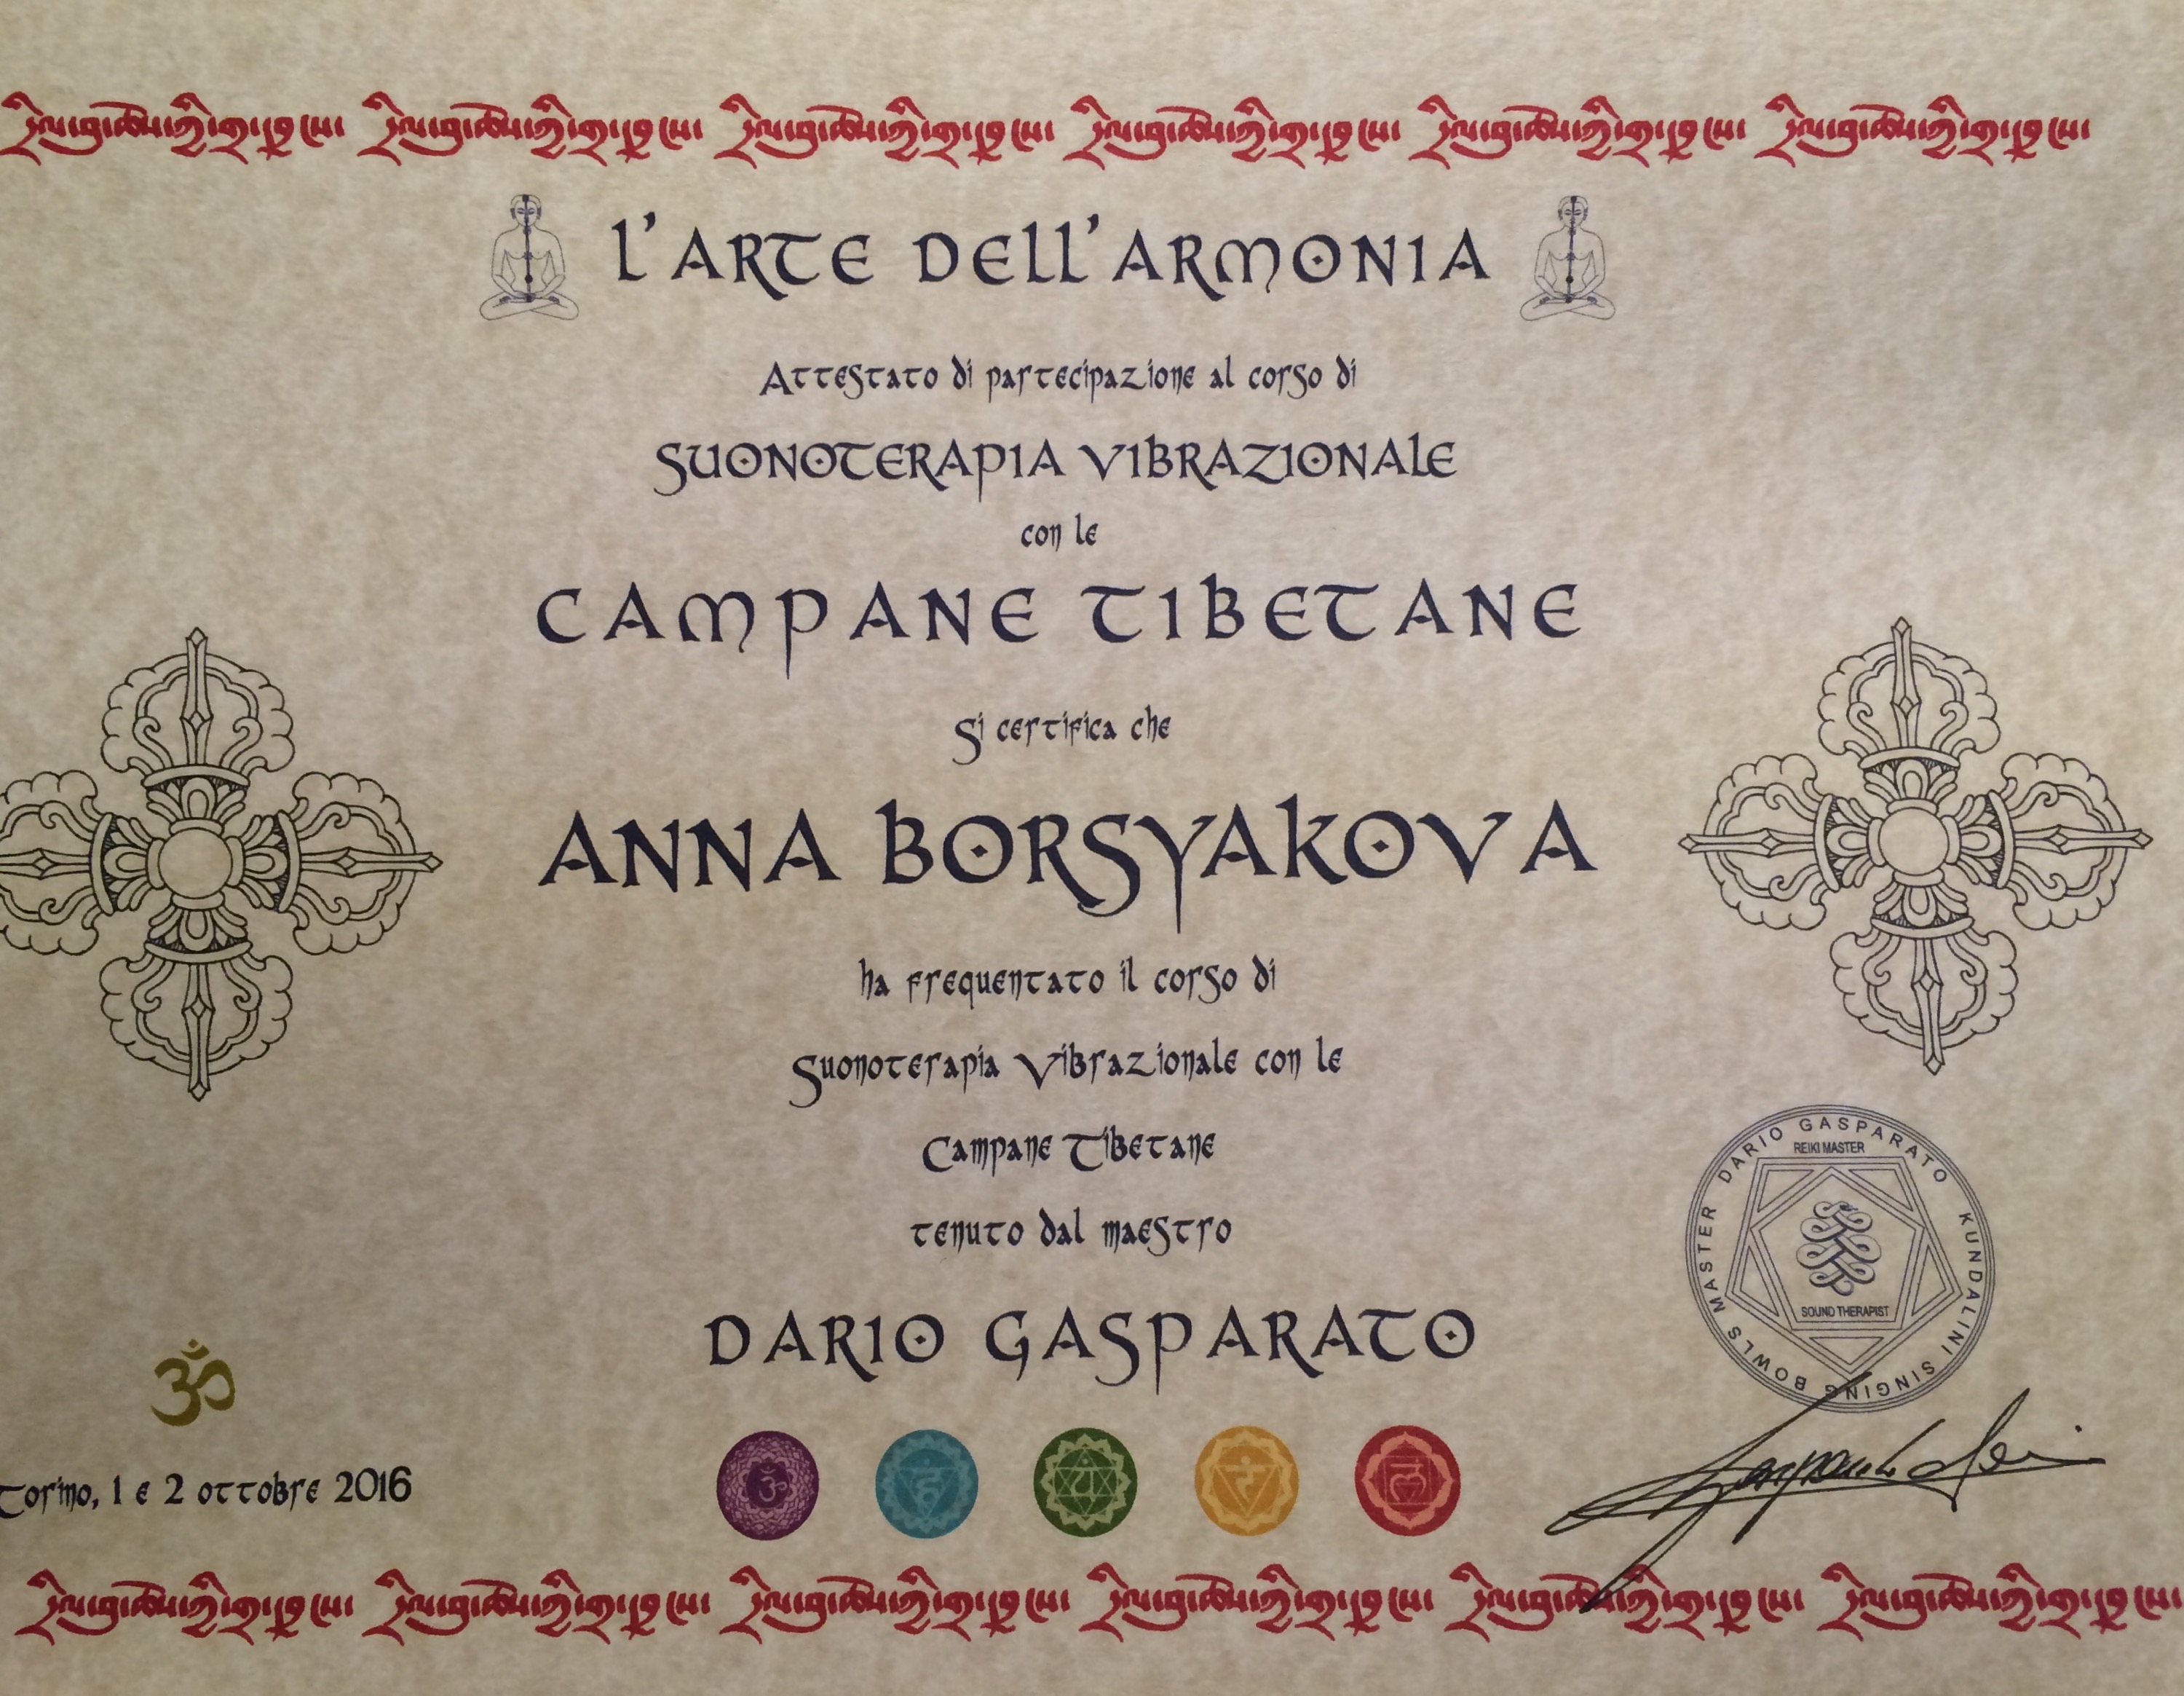 L'ARTE DELL'ARMONIA
Attestato di partecipazione al corso di
SUONOTERAPIA VIBRAZIONALE
con le
CAMPANE TIBETANE
Si certifica che
ANNA BORSYAKOVA
ha frequentato il corso di
Suonoterapia Vibrazionale con le
Campane Tibetane
tenuto dal maestro
DARIO GASPARATO
DARIO GASPARATO KUNDALINI SINGING BOWLS MASTER
REIKI MASTER
SOUND THERAPIST
ॐ
Torino, 1 e 2 ottobre 2016